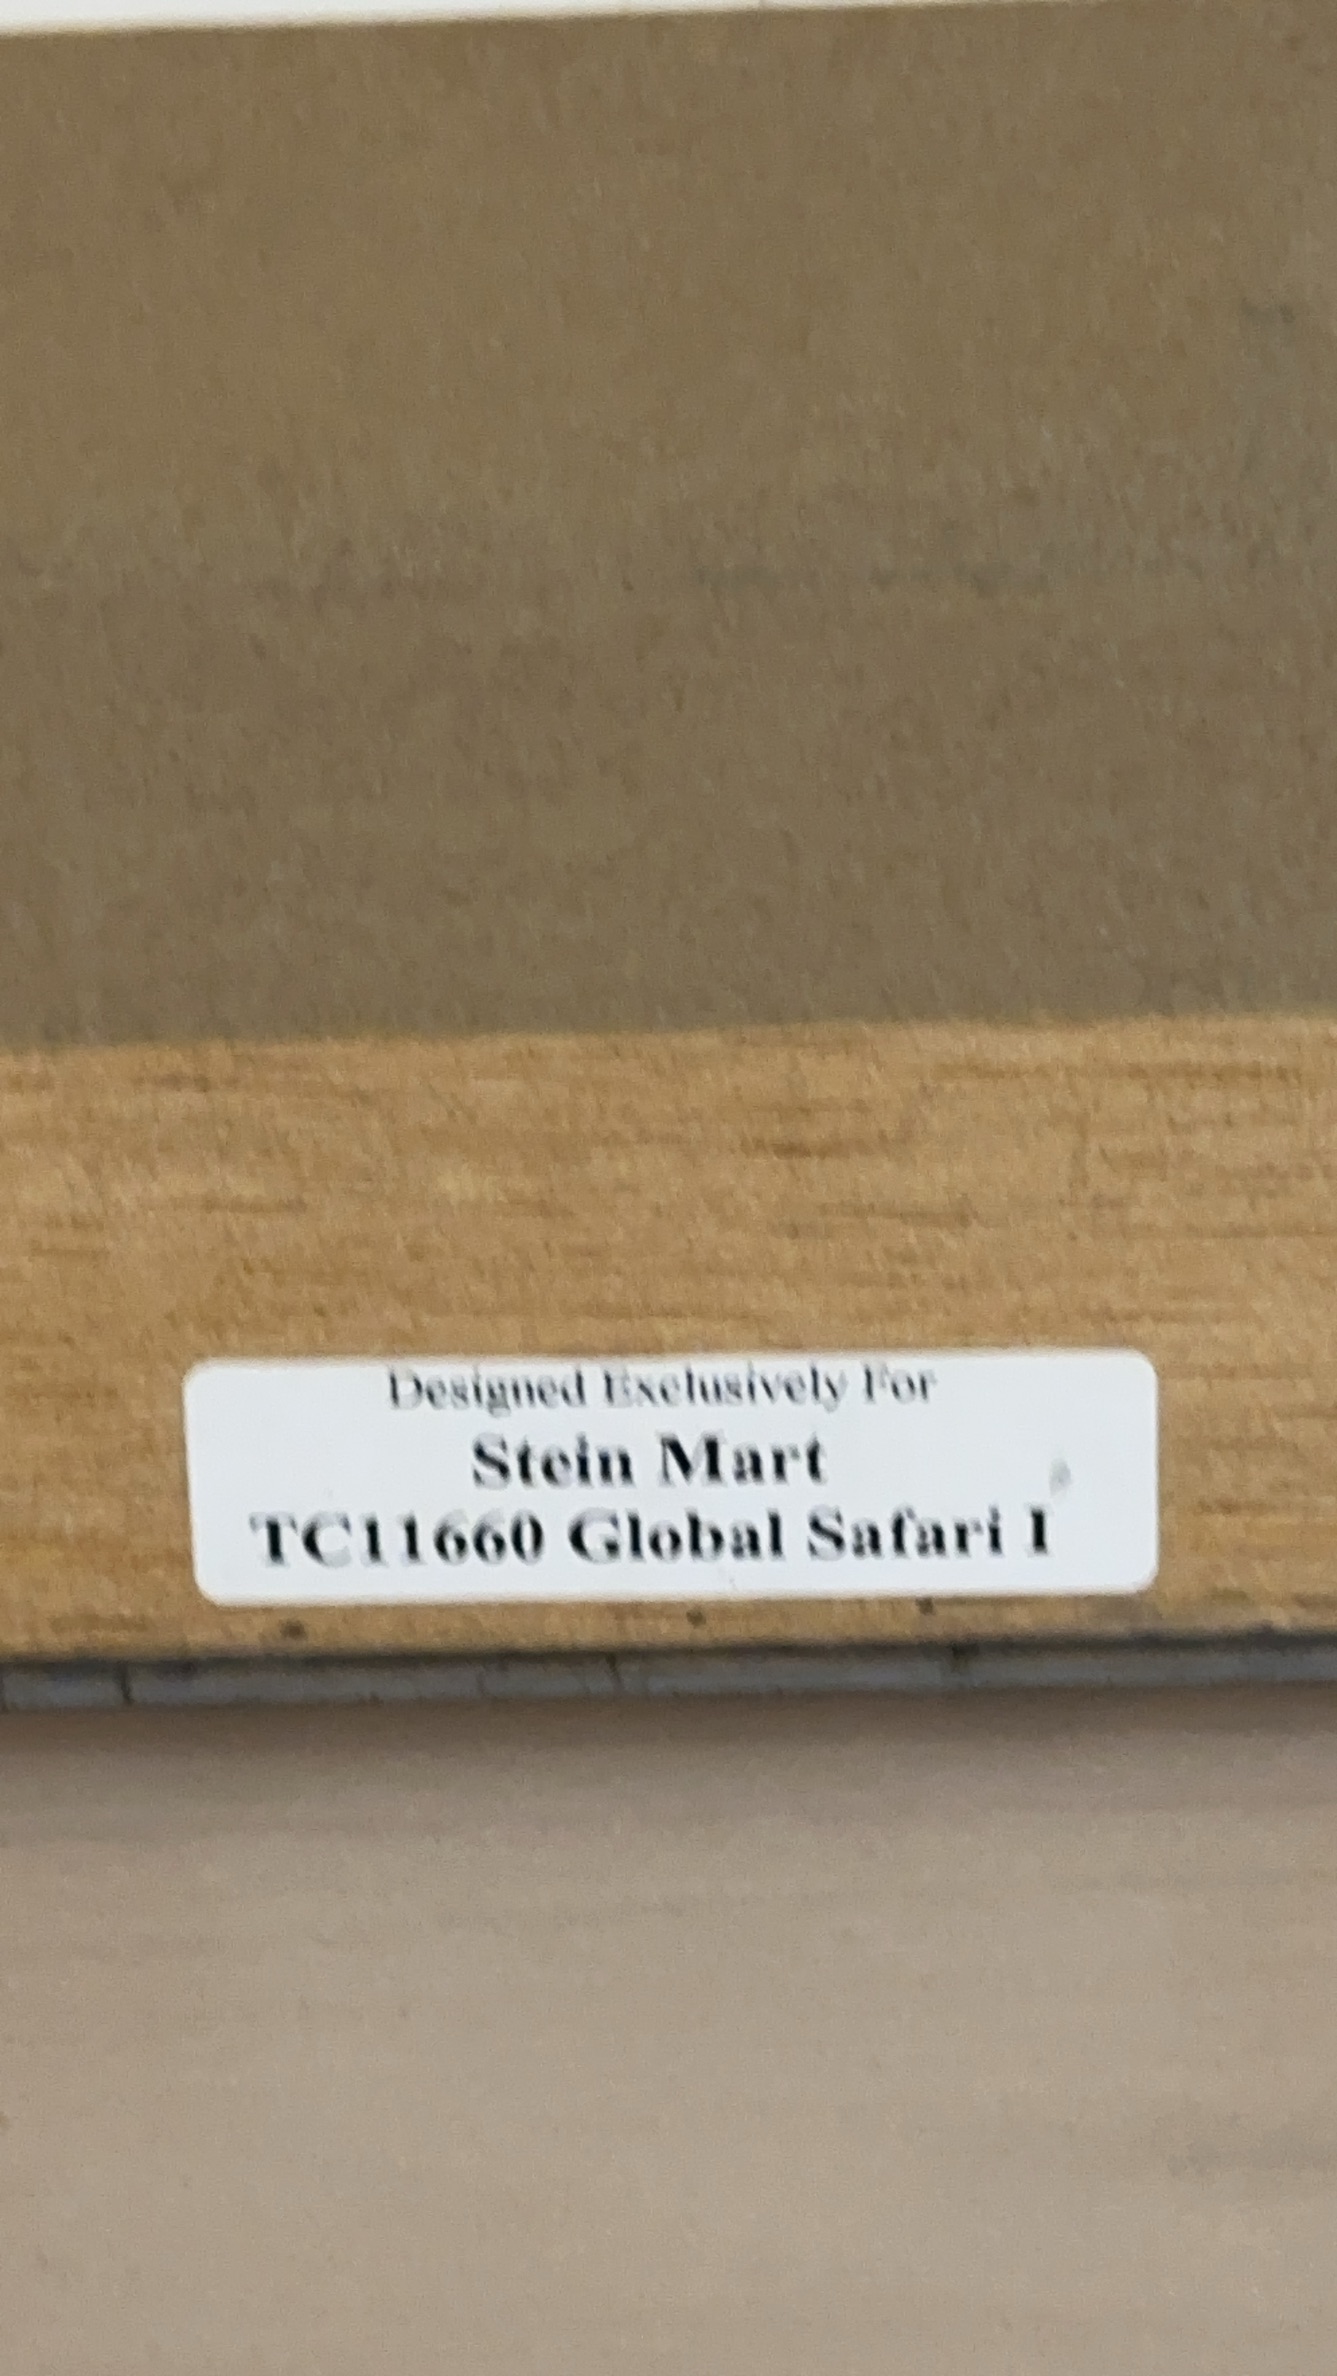 Designed Exclusively For
Stein Mart
TC11660 Global Safari I